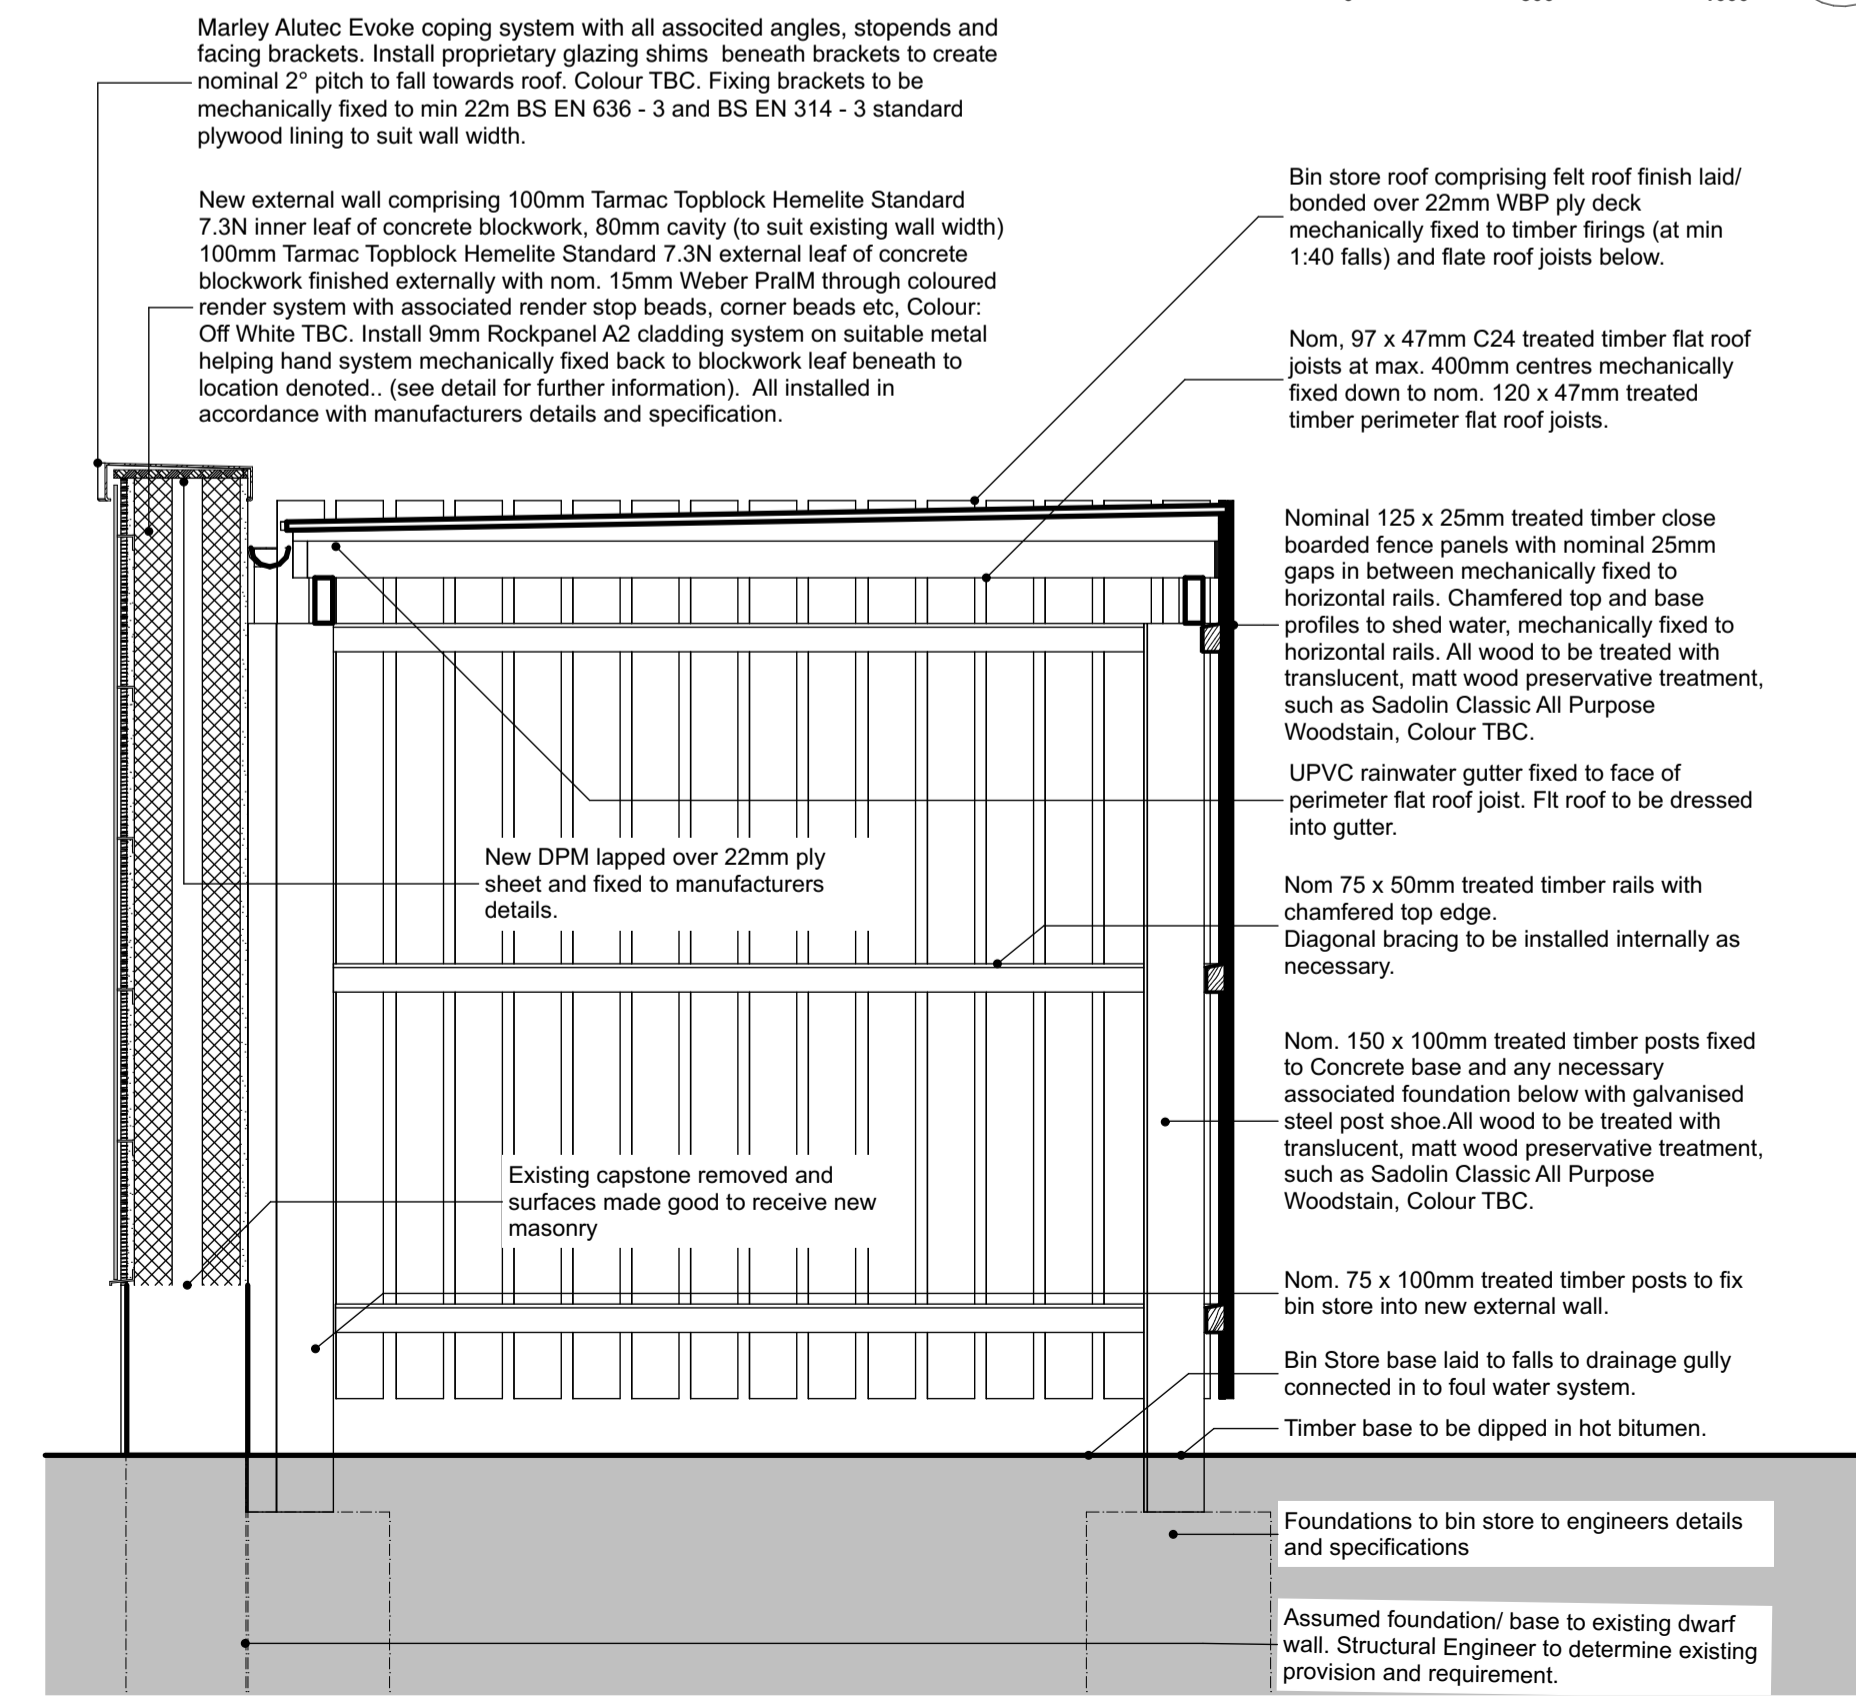 Marley Alutec Evoke coping system with all associted angles, stopends and
facing brackets. Install proprietary glazing shims  beneath brackets to create
nominal 2° pitch to fall towards roof. Colour TBC. Fixing brackets to be
mechanically fixed to min 22m BS EN 636 - 3 and BS EN 314 - 3 standard
plywood lining to suit wall width.
New external wall comprising 100mm Tarmac Topblock Hemelite Standard
7.3N inner leaf of concrete blockwork, 80mm cavity (to suit existing wall width)
100mm Tarmac Topblock Hemelite Standard 7.3N external leaf of concrete
blockwork finished externally with nom. 15mm Weber PralM through coloured
render system with associated render stop beads, corner beads etc, Colour:
Off White TBC. Install 9mm Rockpanel A2 cladding system on suitable metal
helping hand system mechanically fixed back to blockwork leaf beneath to
location denoted.. (see detail for further information).  All installed in
accordance with manufacturers details and specification.
Bin store roof comprising felt roof finish laid/
bonded over 22mm WBP ply deck
mechanically fixed to timber firings (at min
1:40 falls) and flate roof joists below.
Nom, 97 x 47mm C24 treated timber flat roof
joists at max. 400mm centres mechanically
fixed down to nom. 120 x 47mm treated
timber perimeter flat roof joists.
Nominal 125 x 25mm treated timber close
boarded fence panels with nominal 25mm
gaps in between mechanically fixed to
horizontal rails. Chamfered top and base
profiles to shed water, mechanically fixed to
horizontal rails. All wood to be treated with
translucent, matt wood preservative treatment,
such as Sadolin Classic All Purpose
Woodstain, Colour TBC.
UPVC rainwater gutter fixed to face of
perimeter flat roof joist. Flt roof to be dressed
into gutter.
New DPM lapped over 22mm ply
sheet and fixed to manufacturers
details.
Nom 75 x 50mm treated timber rails with
chamfered top edge.
Diagonal bracing to be installed internally as
necessary.
Nom. 150 x 100mm treated timber posts fixed
to Concrete base and any necessary
associated foundation below with galvanised
steel post shoe.All wood to be treated with
translucent, matt wood preservative treatment,
such as Sadolin Classic All Purpose
Woodstain, Colour TBC.
Existing capstone removed and
surfaces made good to receive new
masonry
Nom. 75 x 100mm treated timber posts to fix
bin store into new external wall.
Bin Store base laid to falls to drainage gully
connected in to foul water system.
Timber base to be dipped in hot bitumen.
Foundations to bin store to engineers details
and specifications
Assumed foundation/ base to existing dwarf
wall. Structural Engineer to determine existing
provision and requirement.